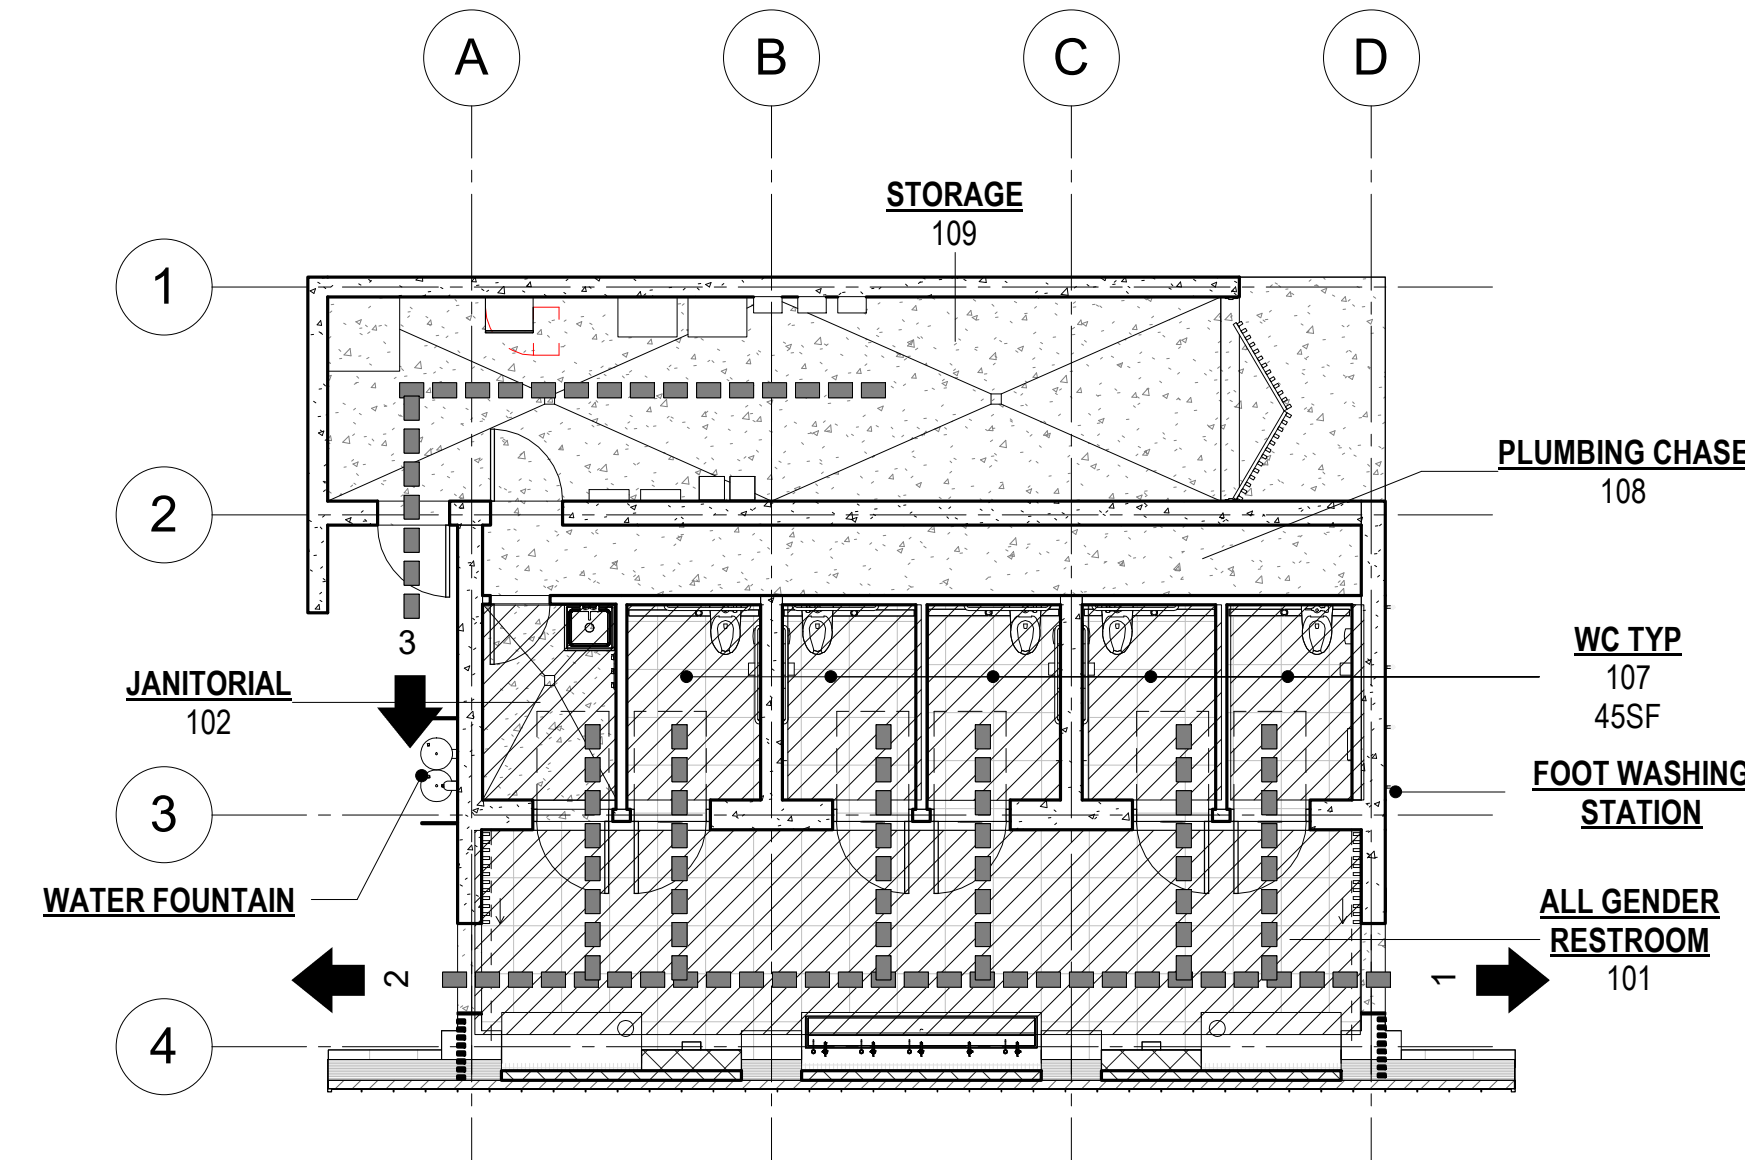 A
B
C
D
STORAGE
109
1
PLUMBING CHASE
108
2
3
WC TYP
107
45SF
JANITORIAL
102
FOOT WASHING
STATION
3
WATER FOUNTAIN
ALL GENDER
RESTROOM
101
2
1
4